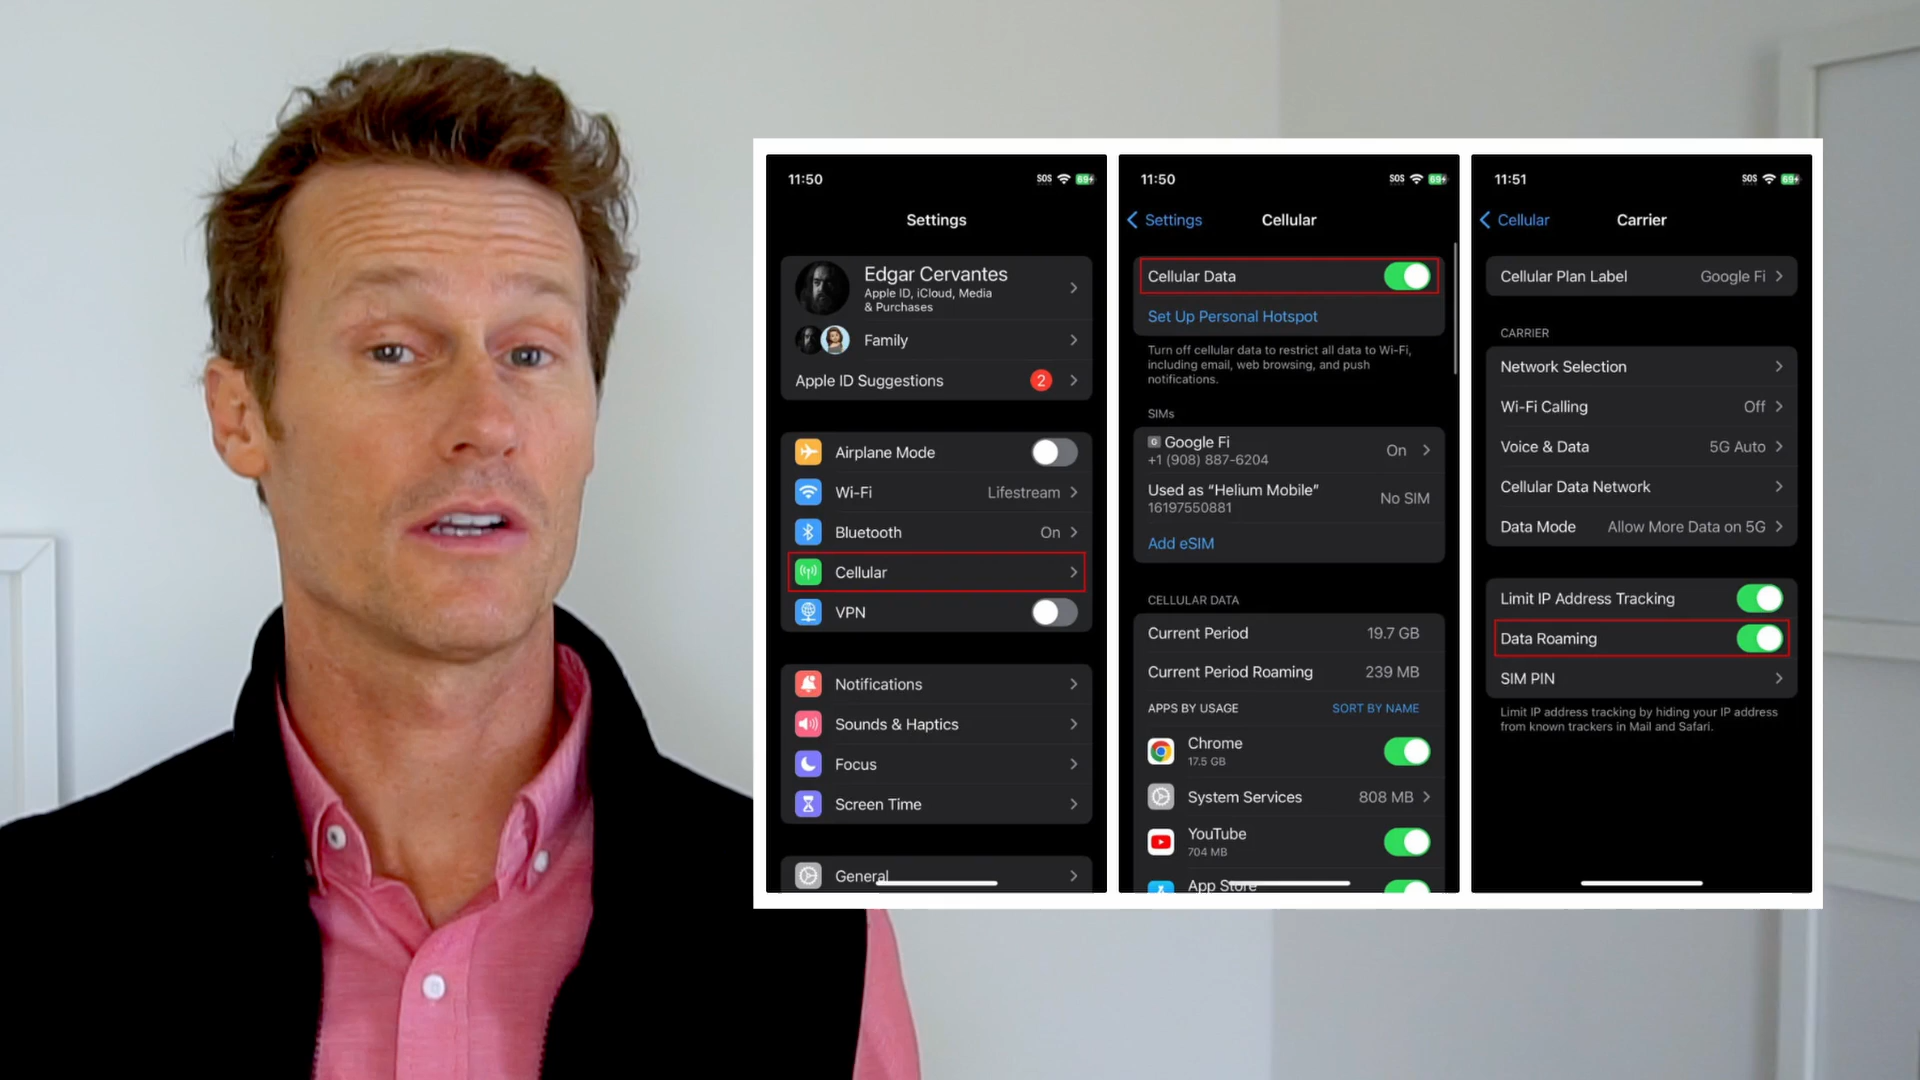 11:50
SOS
69
Settings
Edgar Cervantes
Apple ID, iCloud, Media
& Purchases
Family
Apple ID Suggestions
2
Airplane Mode
Wi-Fi
Lifestream
Bluetooth
On
Cellular
VPN
Notifications
Sounds & Haptics
Focus
Screen Time
General
11:50
SOS
69
Settings
Cellular
Cellular Data
Set Up Personal Hotspot
Turn off cellular data to restrict all data to Wi-Fi,
including email, web browsing, and push
notifications.
SIMs
G Google Fi
+1 (908) 887-6204
On
Used as “Helium Mobile”
16197550881
No SIM
Add eSIM
CELLULAR DATA
Current Period
19.7 GB
Current Period Roaming
239 MB
APPS BY USAGE
SORT BY NAME
Chrome
17.5 GB
System Services
808 MB
YouTube
704 MB
App Store
11:51
SOS
69
Cellular
Carrier
Cellular Plan Label
Google Fi
CARRIER
Network Selection
Wi-Fi Calling
Off
Voice & Data
5G Auto
Cellular Data Network
Data Mode
Allow More Data on 5G
Limit IP Address Tracking
Data Roaming
SIM PIN
Limit IP address tracking by hiding your IP address
from known trackers in Mail and Safari.